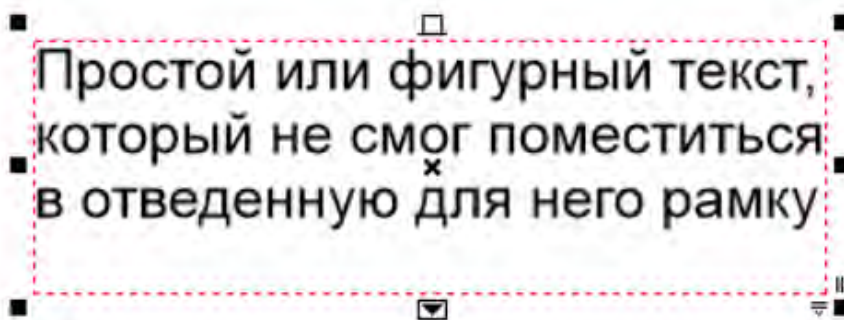 Простой или фигурный текст,
который не смог поместиться
в отведенную для него рамку